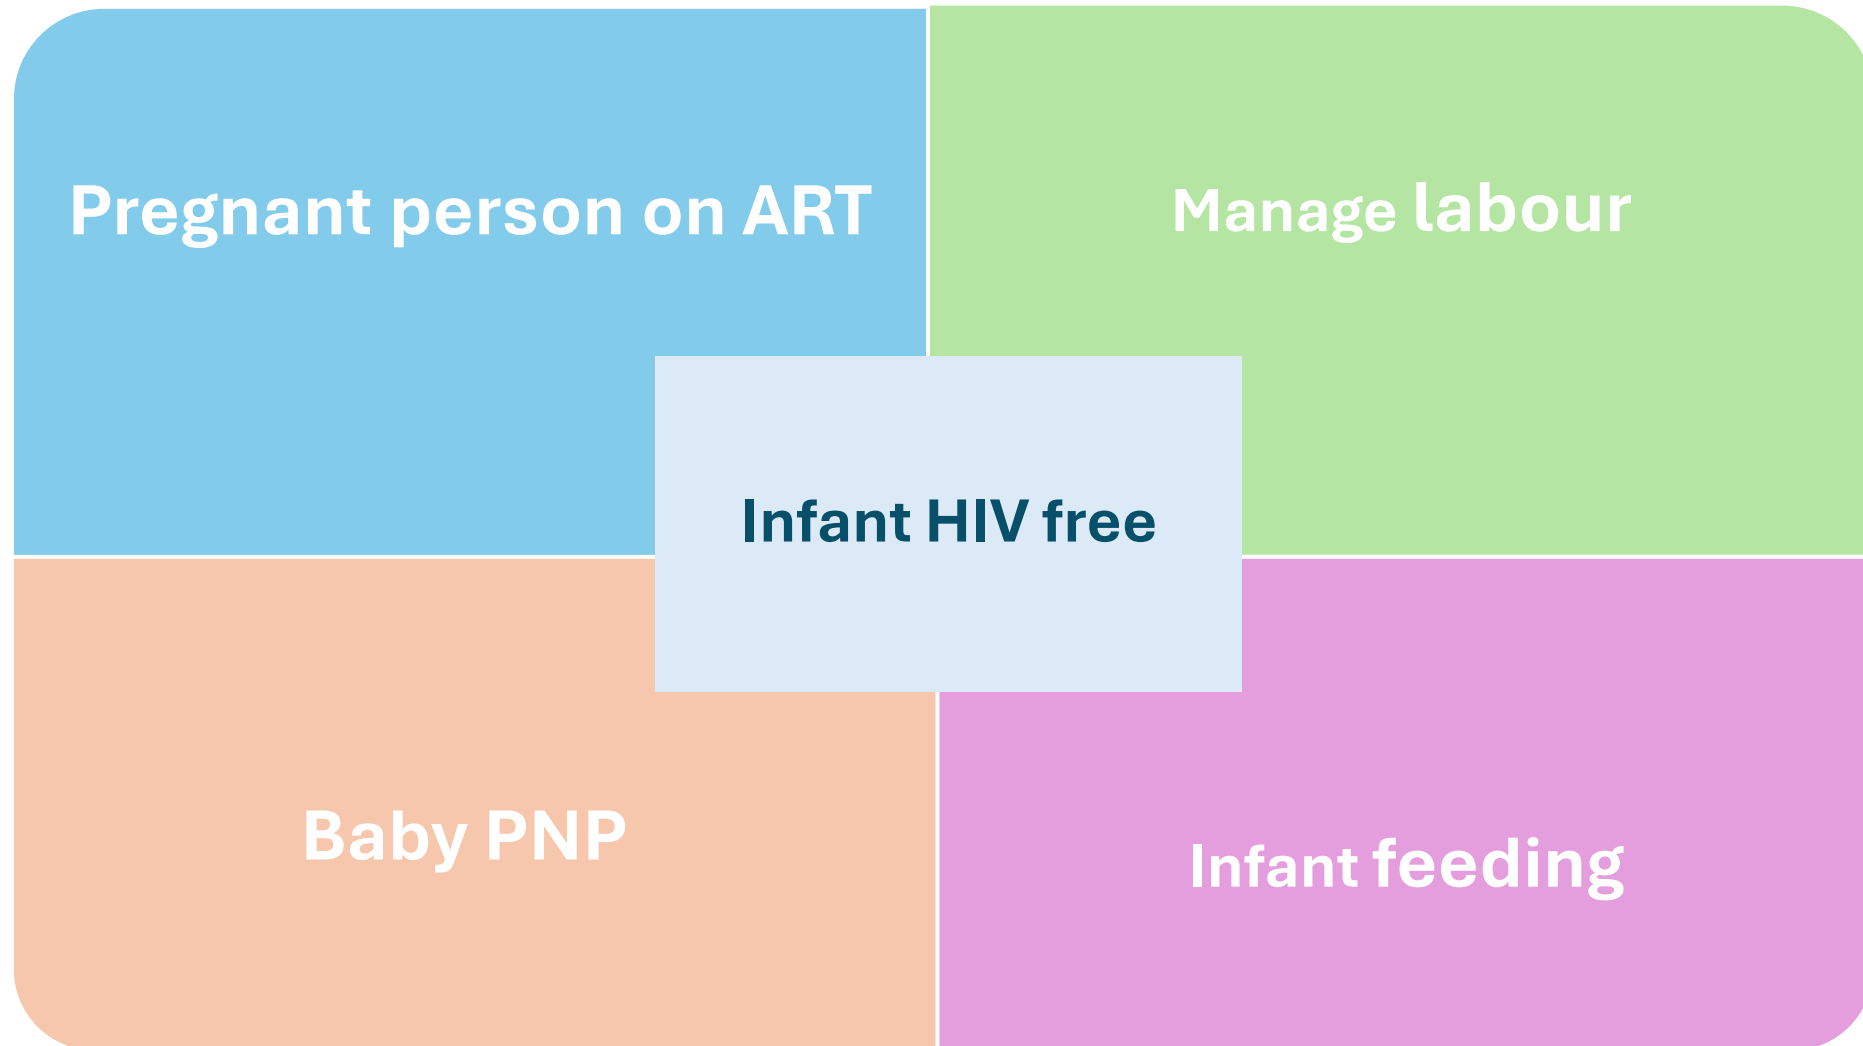 Pregnant person on ART
Manage labour
Infant HIV free
Baby PNP
Infant feeding